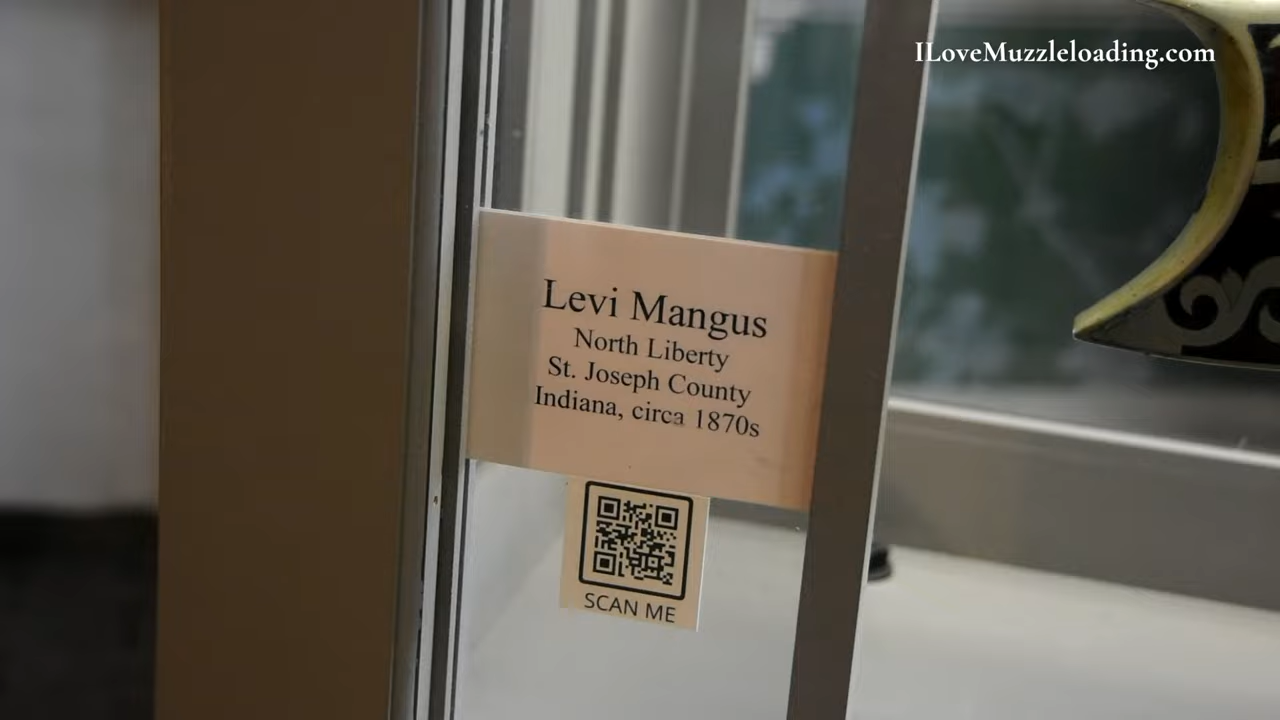 ILoveMuzzleloading.com
Levi Mangus
North Liberty
St. Joseph County
Indiana, circa 1870s
SCAN ME